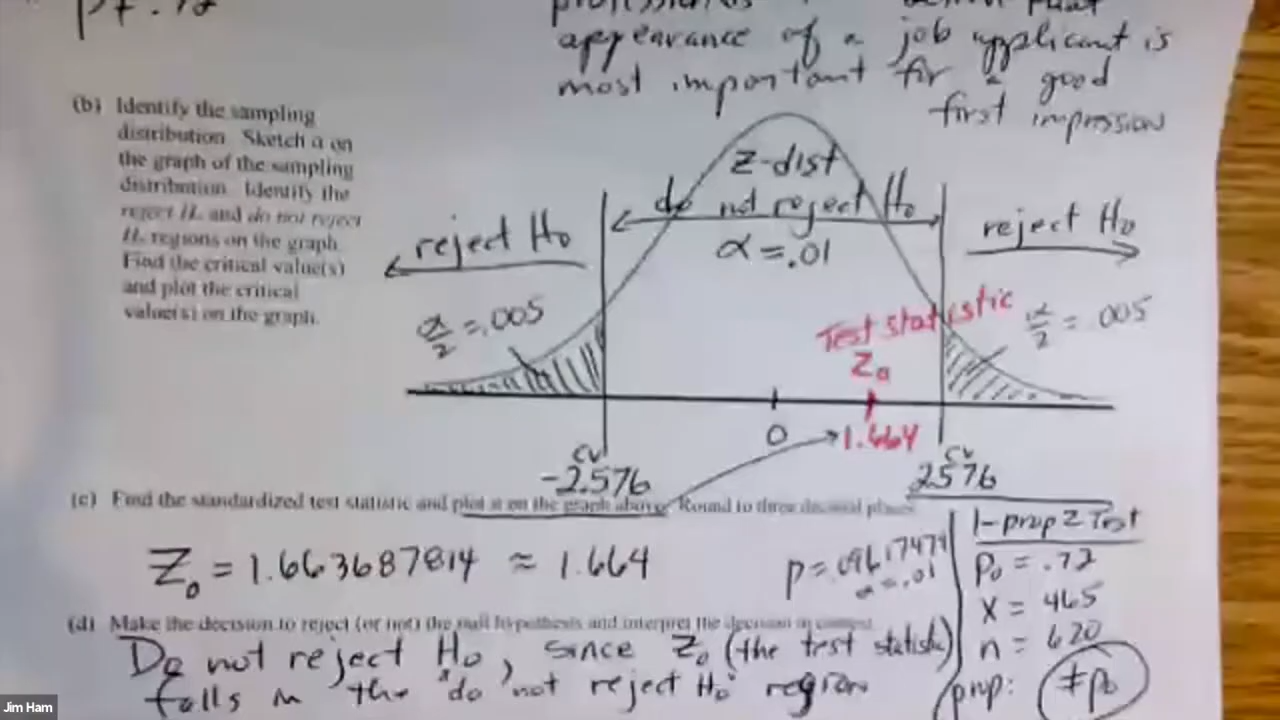 appearance of a job applicant is
most important for a good
first impression
(b) Identify the sampling
distribution. Sketch α on
the graph of the sampling
distribution. Identify the
reject H₀ and do not reject
H₀ regions on the graph.
Find the critical value(s)
and plot the critical
value(s) on the graph.
z-dist
do not reject H₀
α = .01
reject H₀
reject H₀
α/2 = .005
α/2 = .005
Test statistic
Z₀
0
1.664
CV
-2.576
CV
2.576
(c) Find the standardized test statistic and plot it on the graph above. Round to three decimal places.
Z₀ = 1.663687814 ≈ 1.664
α = .01
1-prop Z Test
P₀ = .72
X = 465
n = 620
prop: ≠p₀
(d) Make the decision to reject (or not) the null hypothesis and interpret the decision in context.
Do not reject H₀, since Z₀ (the test statistic)
falls in the "do not reject H₀" region
Jim Ham